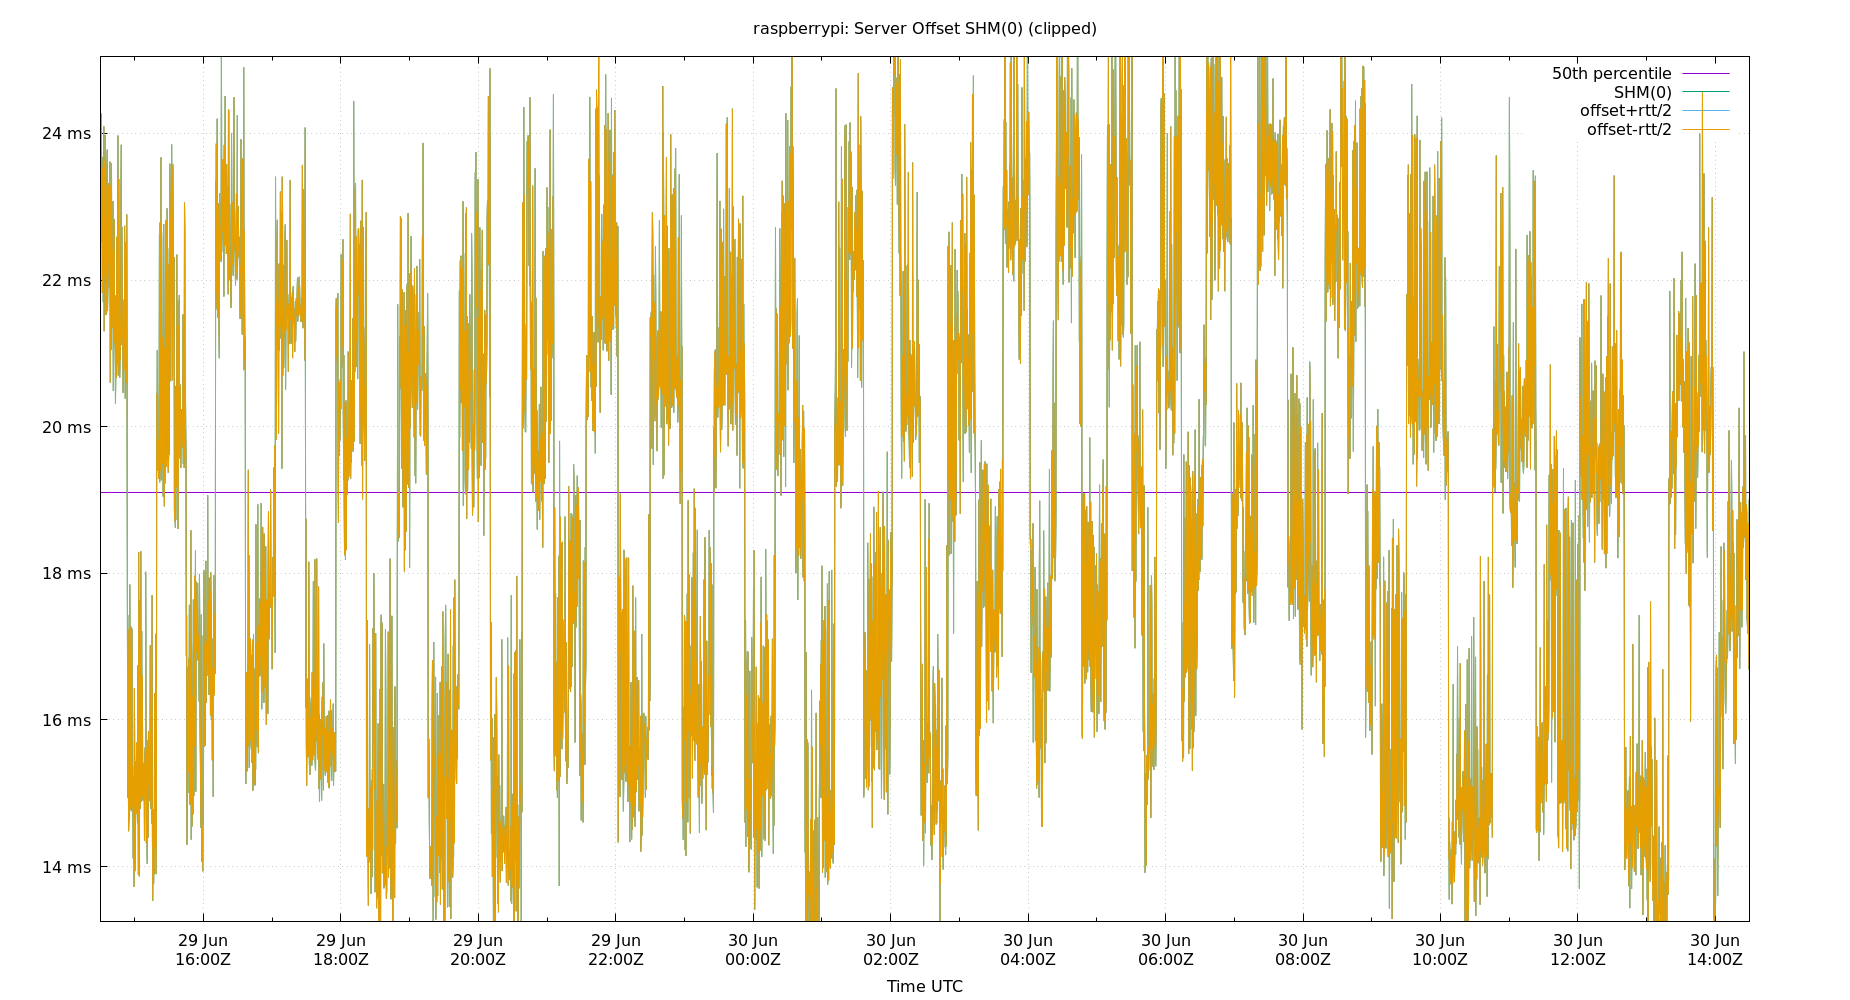 raspberrypi: Server Offset SHM(0) (clipped)
50th percentile
SHM(0)
offset+rtt/2
offset-rtt/2
24 ms
22 ms
20 ms
18 ms
16 ms
14 ms
29 Jun 29 Jun 29 Jun 29 Jun 30 Jun 30 Jun 30 Jun 30 Jun 30 Jun 30 Jun 30 Jun 30 Jun
16:00Z 18:00Z 20:00Z 22:00Z 00:00Z 02:00Z 04:00Z 06:00Z 08:00Z 10:00Z 12:00Z 14:00Z
Time UTC